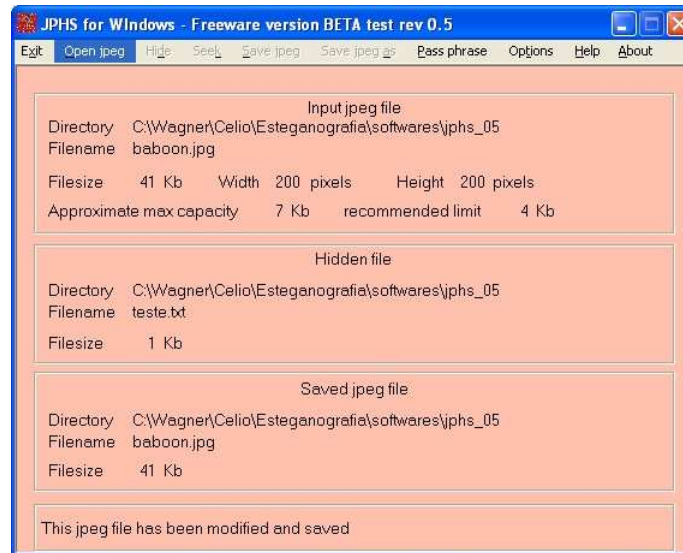 JPHS for WIndows - Freeware version BETA test rev 0.5
Exit Open jpeg Hide Seek Save jpeg Save jpeg as Pass phrase Options Help About
Input jpeg file
Directory C:\Wagner\Celio\Esteganografia\softwares\jphs_05
Filename baboon.jpg
Filesize 41 Kb Width 200 pixels Height 200 pixels
Approximate max capacity 7 Kb recommended limit 4 Kb
Hidden file
Directory C:\Wagner\Celio\Esteganografia\softwares\jphs_05
Filename teste.txt
Filesize 1 Kb
Saved jpeg file
Directory C:\Wagner\Celio\Esteganografia\softwares\jphs_05
Filename baboon.jpg
Filesize 41 Kb
This jpeg file has been modified and saved